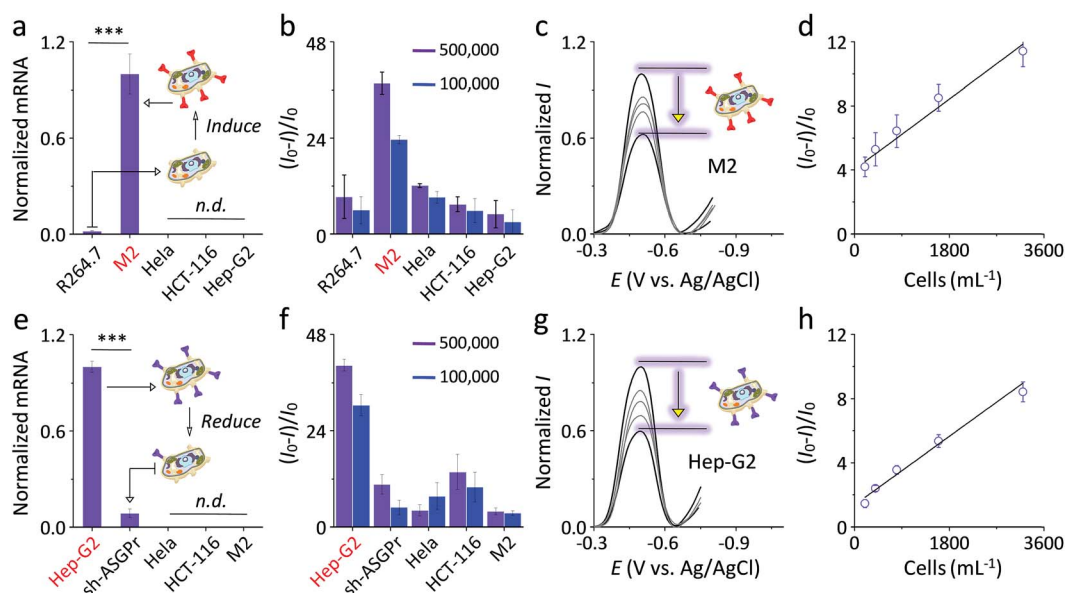 a
***
Normalized mRNA
1.2
0.6
0.0
Induce
n.d.
R264.7
M2
Hela
HCT-116
Hep-G2
b
(I₀-I)/I₀
48
24
0
500,000
100,000
R264.7
M2
Hela
HCT-116
Hep-G2
c
Normalized I
1.2
0.6
0.0
M2
-0.3
-0.6
-0.9
E (V vs. Ag/AgCl)
d
(I₀-I)/I₀
12
8
4
0
0
1800
3600
Cells (mL⁻¹)
e
***
Normalized mRNA
1.2
0.6
0.0
Reduce
n.d.
Hep-G2
sh-ASGPr
Hela
HCT-116
M2
f
(I₀-I)/I₀
48
24
0
500,000
100,000
Hep-G2
sh-ASGPr
Hela
HCT-116
M2
g
Normalized I
1.2
0.6
0.0
Hep-G2
-0.3
-0.6
-0.9
E (V vs. Ag/AgCl)
h
(I₀-I)/I₀
12
8
4
0
0
1800
3600
Cells (mL⁻¹)